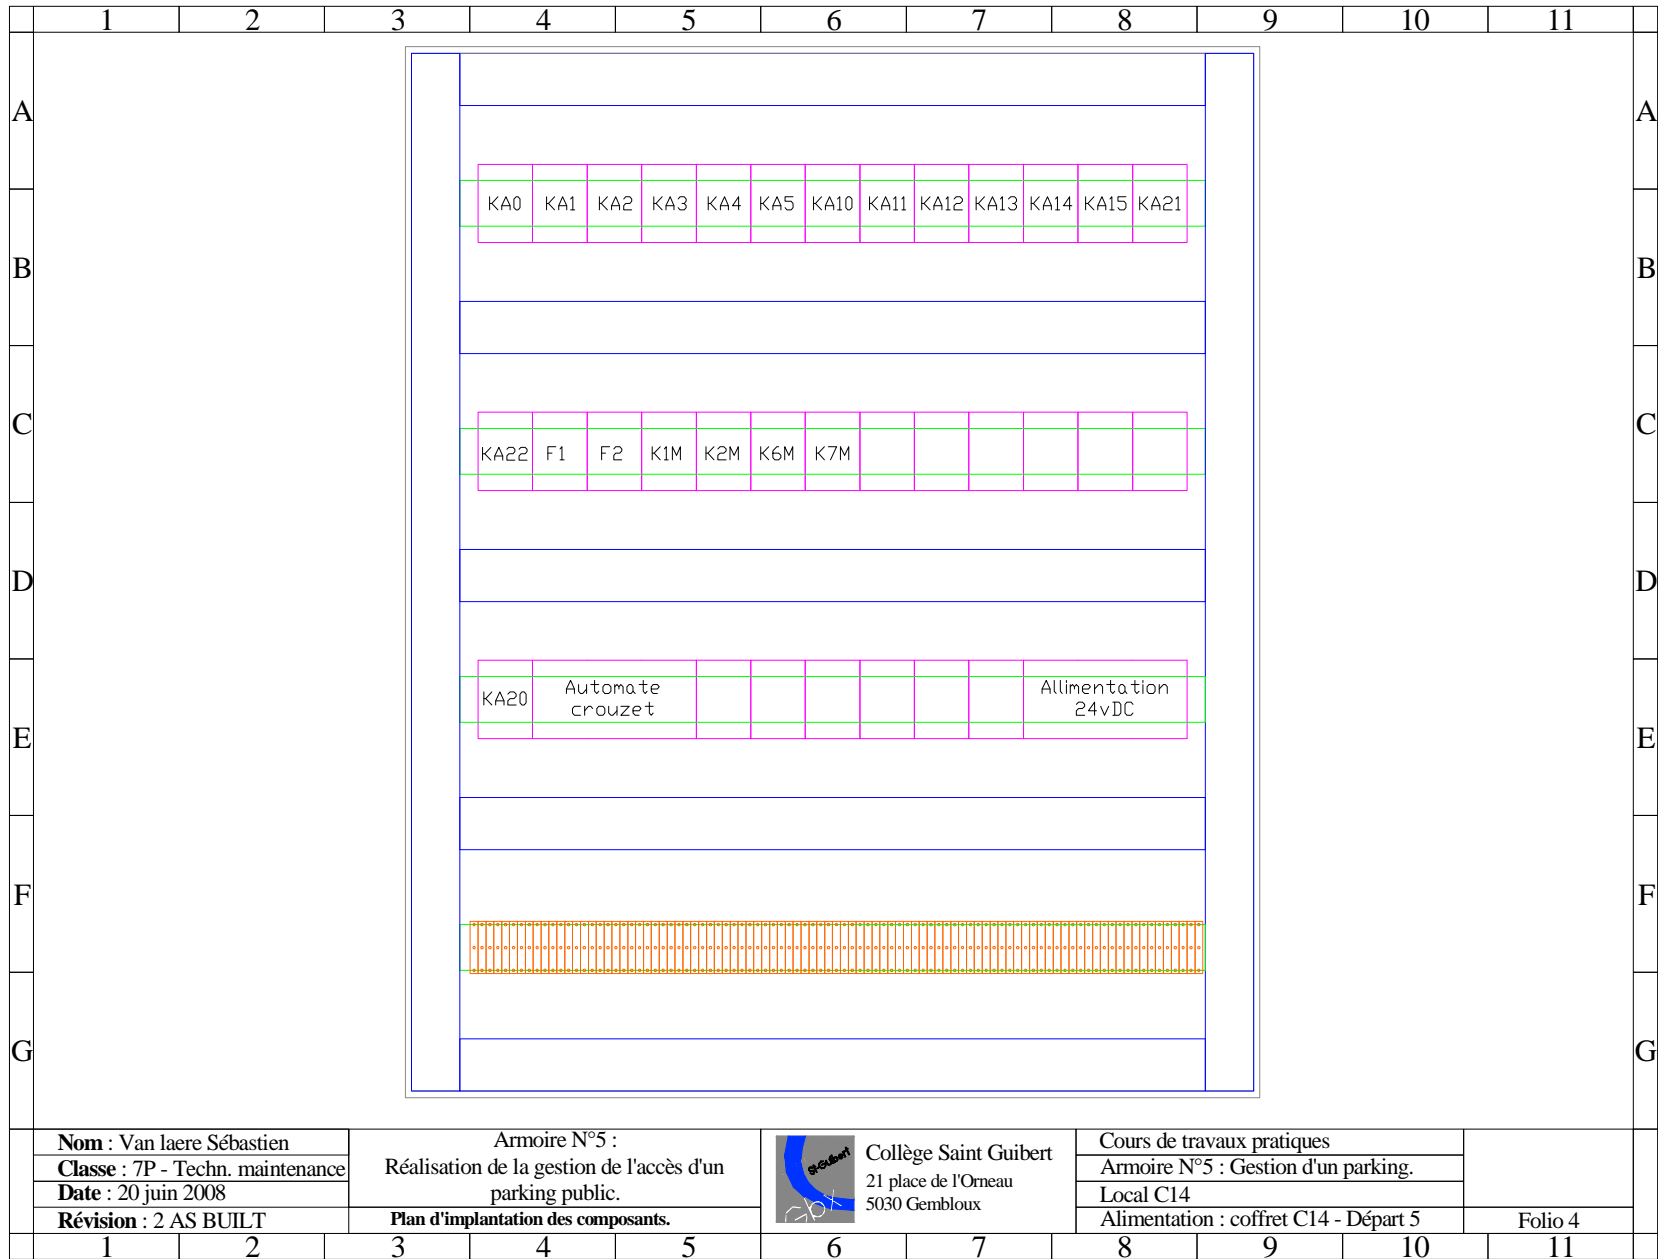 1 2 3 4 5 6 7 8 9 10 11
A A
KA0 KA1 KA2 KA3 KA4 KA5 KA10 KA11 KA12 KA13 KA14 KA15 KA21
B B
C C
KA22 F1 F2 K1M K2M K6M K7M
D D
KA20
Automate
crouzet
Allimentation
24vDC
E E
F F
G G
Nom : Van laere Sébastien
Classe : 7P - Techn. maintenance
Date : 20 juin 2008
Révision : 2 AS BUILT
Armoire N°5 :
Réalisation de la gestion de l'accès d'un
parking public.
Plan d'implantation des composants.
St-Guibert
Collège Saint Guibert
21 place de l'Orneau
5030 Gembloux
Cours de travaux pratiques
Armoire N°5 : Gestion d'un parking.
Local C14
Alimentation : coffret C14 - Départ 5
Folio 4
1 2 3 4 5 6 7 8 9 10 11